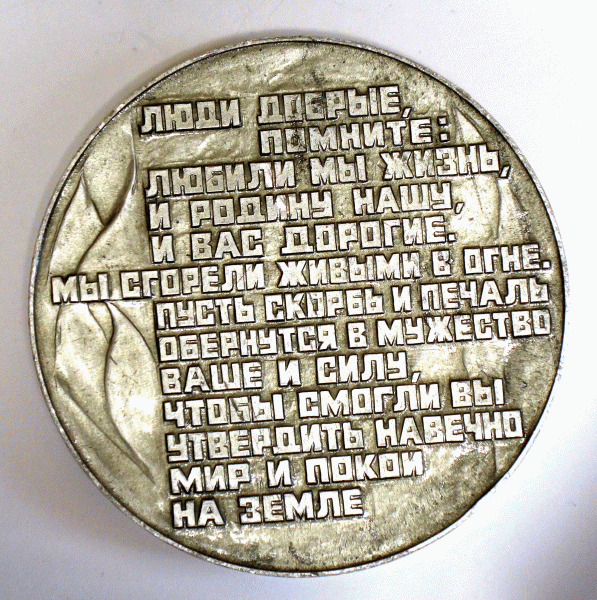 ЛЮДИ ДОБРЫЕ,
ПОМНИТЕ:
ЛЮБИЛИ МЫ ЖИЗНЬ,
И РОДИНУ НАШУ,
И ВАС ДОРОГИЕ.
МЫ СГОРЕЛИ ЖИВЫМИ В ОГНЕ.
ПУСТЬ СКОРБЬ И ПЕЧАЛЬ
ОБЕРНУТСЯ В МУЖЕСТВО
ВАШЕ И СИЛУ,
ЧТОБЫ СМОГЛИ ВЫ
УТВЕРДИТЬ НАВЕЧНО
МИР И ПОКОЙ
НА ЗЕМЛЕ